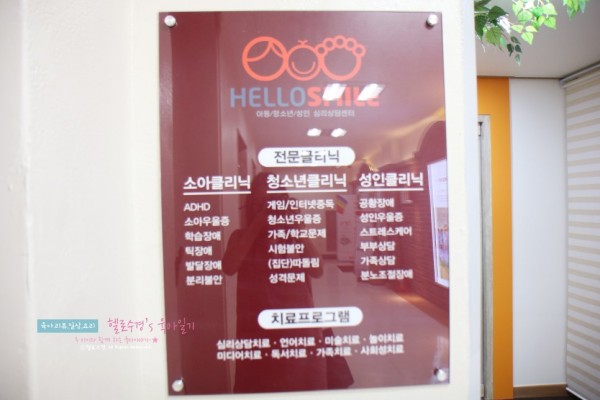 HELLOSMILE
아동/청소년/성인 심리상담센터
전문클리닉
소아클리닉
ADHD
소아우울증
학습장애
틱장애
발달장애
분리불안
청소년클리닉
게임/인터넷중독
청소년우울증
가족/학교문제
시험불안
(집단)따돌림
성격문제
성인클리닉
공황장애
성인우울증
스트레스케어
부부상담
가족상담
분노조절장애
치료프로그램
심리상담치료·언어치료·미술치료·놀이치료
미디어치료·독서치료·가족치료·사회성치료
육아리뷰일상요리
헬로수경's 육아일기